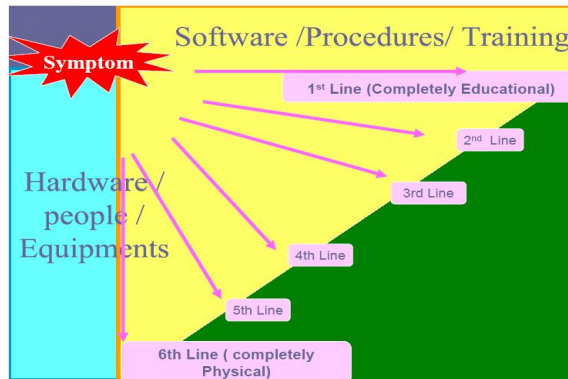 Software /Procedures/ Training
Symptom
1st Line (Completely Educational)
2nd Line
Hardware /
people /
Equipments
3rd Line
4th Line
5th Line
6th Line ( completely
Physical)